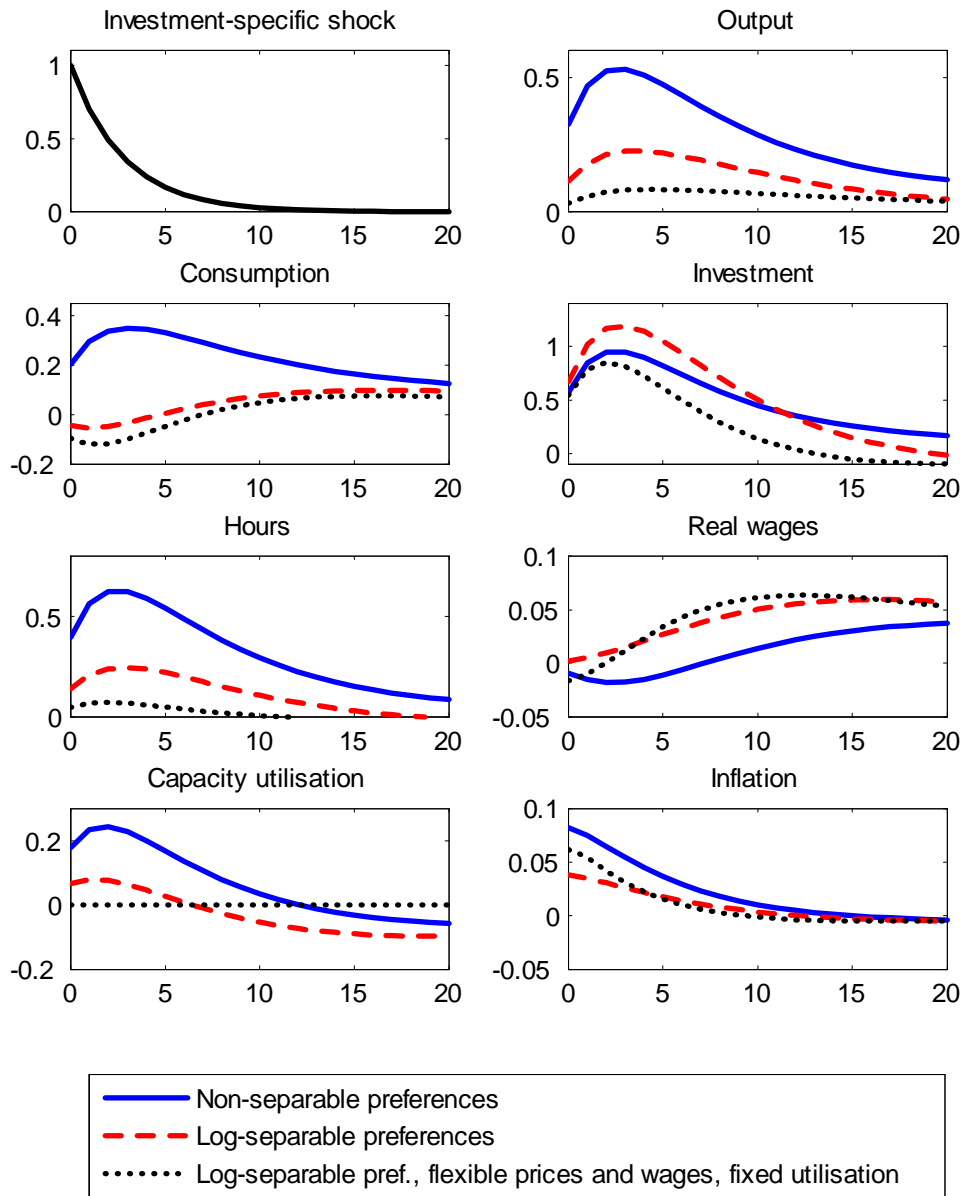 Investment-specific shock
Output
1
0.5
0
0 5 10 15 20
0.5
0
0 5 10 15 20
Consumption
Investment
0.4
0.2
0
-0.2
0 5 10 15 20
1
0.5
0
0 5 10 15 20
Hours
Real wages
0.5
0
0 5 10 15 20
0.1
0.05
0
-0.05
0 5 10 15 20
Capacity utilisation
Inflation
0.2
0
-0.2
0 5 10 15 20
0.1
0.05
0
-0.05
0 5 10 15 20
Non-separable preferences
Log-separable preferences
Log-separable pref., flexible prices and wages, fixed utilisation